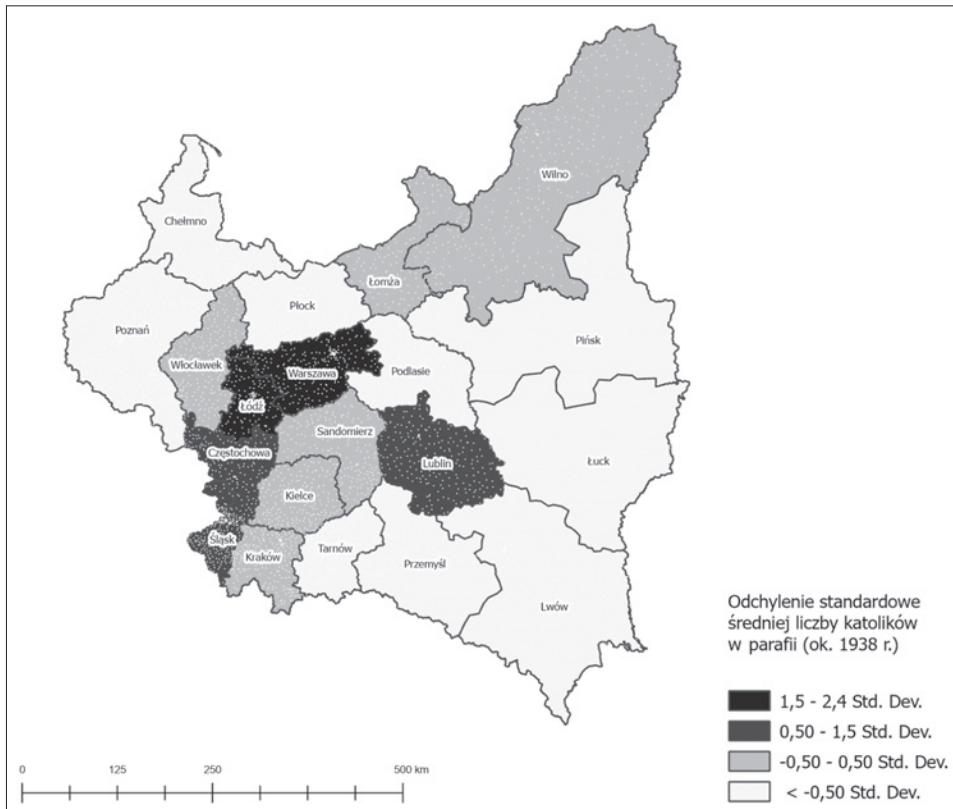 Wilno
Chełmno
Łomża
Płock
Poznań
Pińsk
Włocławek
Warszawa
Podlasie
Łódź
Sandomierz
Częstochowa
Lublin
Łuck
Kielce
Śląsk
Kraków
Tarnów
Przemyśl
Lwów
Odchylenie standardowe
średniej liczby katolików
w parafii (ok. 1938 r.)
1,5 - 2,4 Std. Dev.
0,50 - 1,5 Std. Dev.
-0,50 - 0,50 Std. Dev.
< -0,50 Std. Dev.
0 125 250 500 km